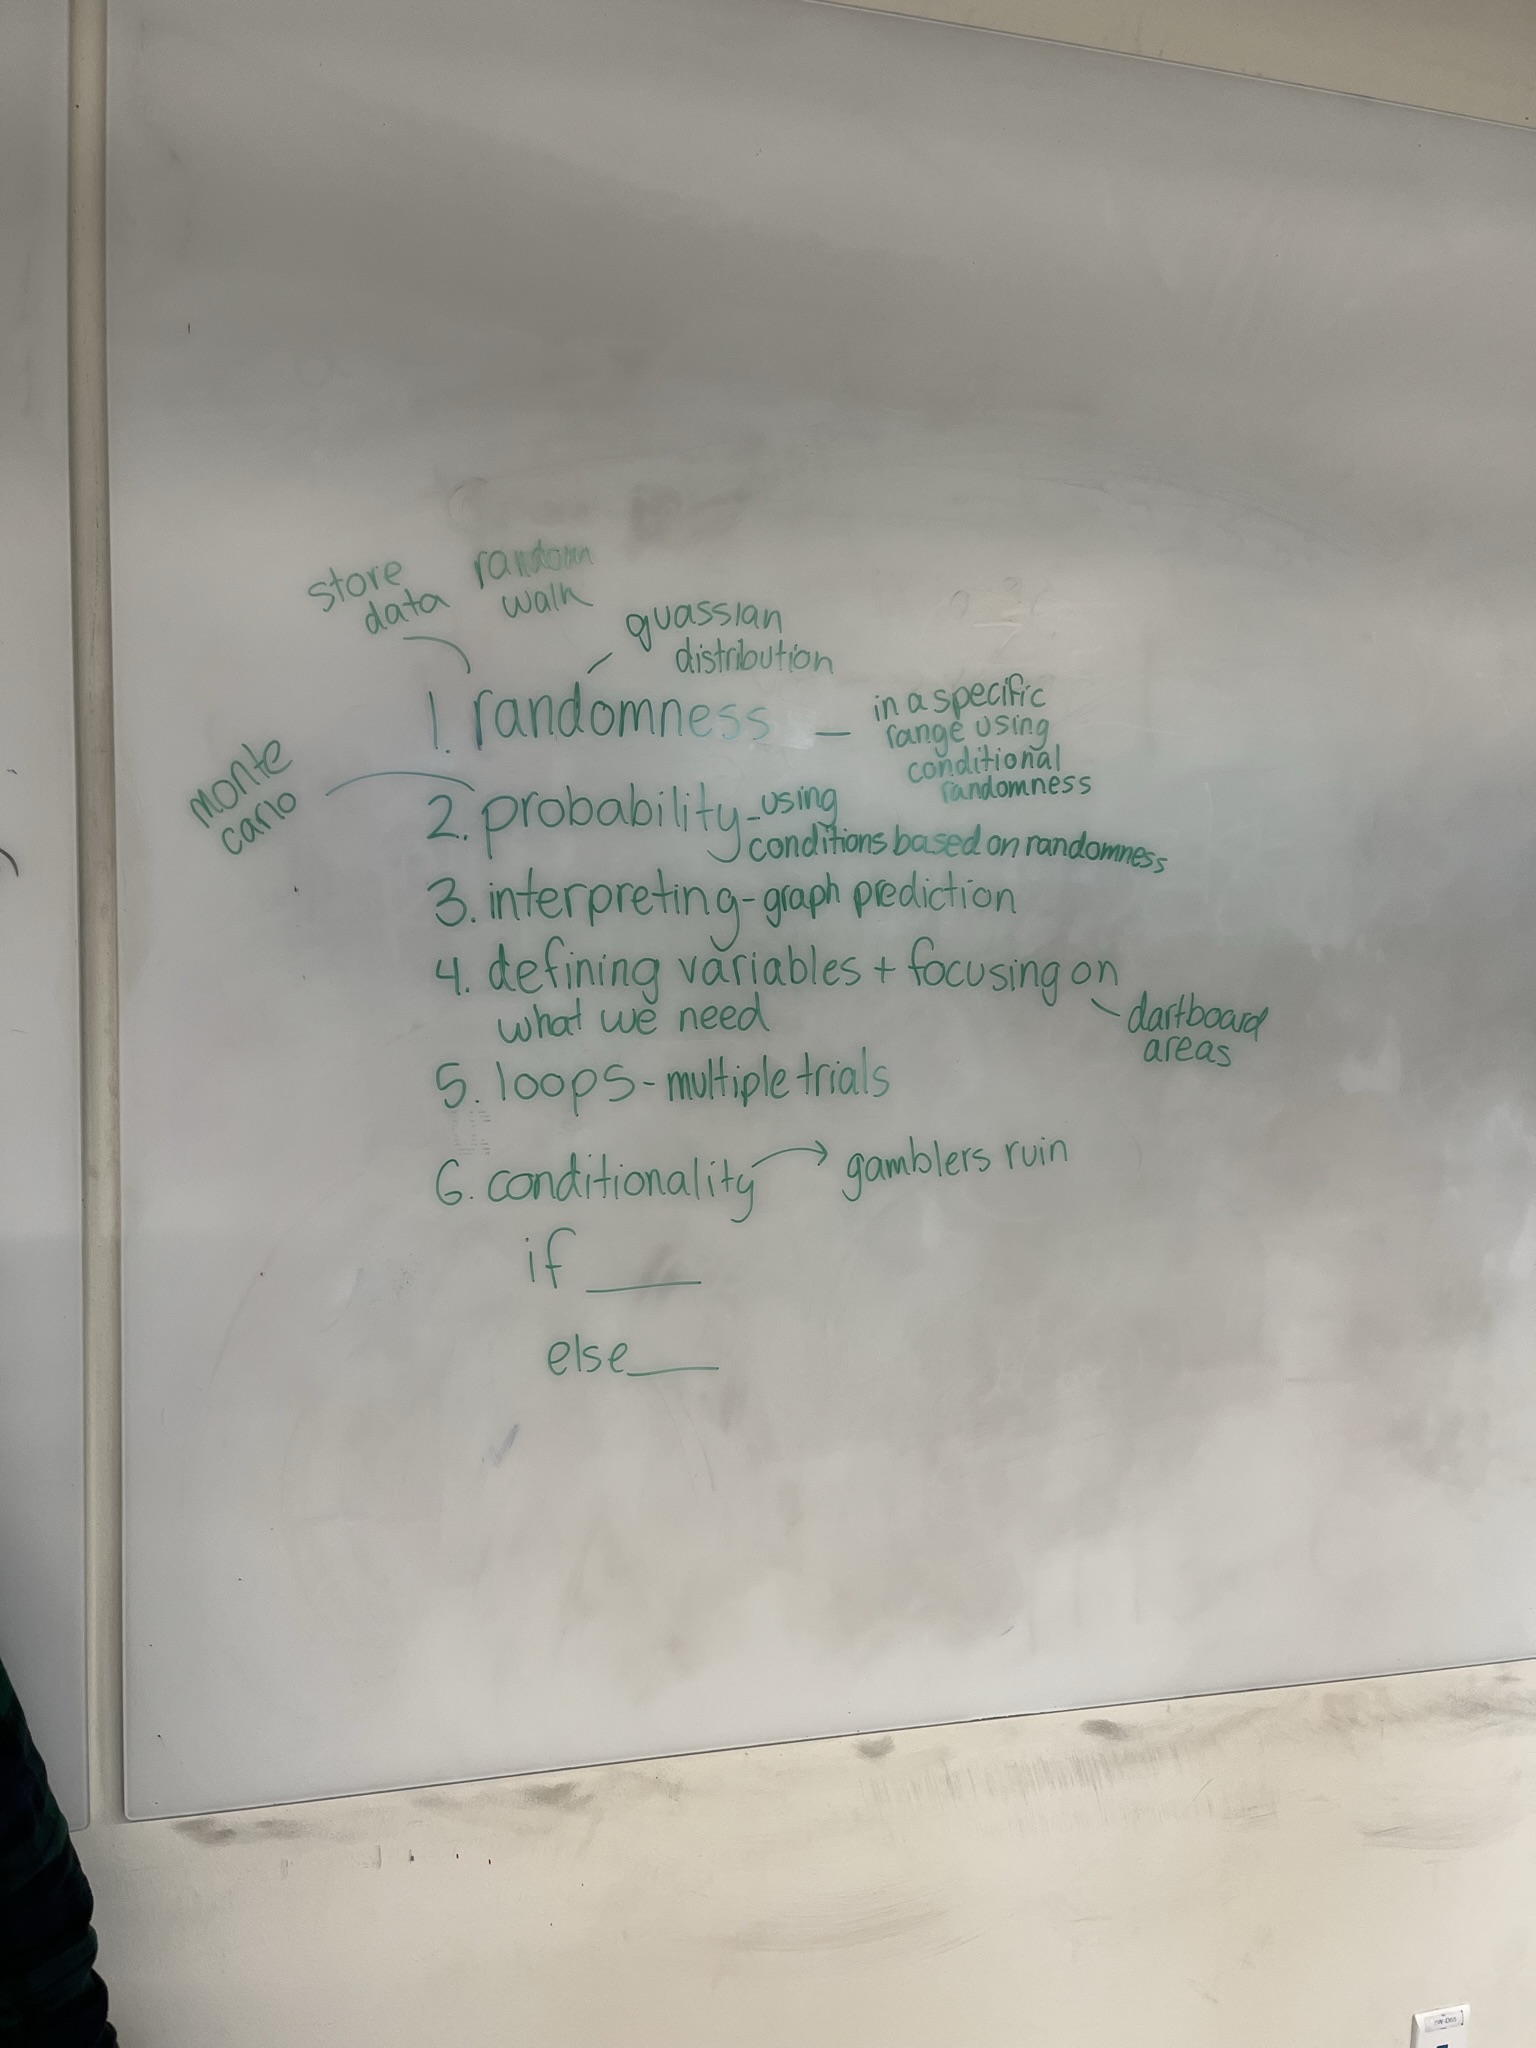 store
data
random
walk
guassian
distribution
1. randomness
in a specific
range using
conditional
randomness
monte
carlo
2. probability - using
conditions based on randomness
3. interpreting - graph prediction
4. defining variables + focusing on
what we need
dartboard
areas
5. loops - multiple trials
6. conditionality → gamblers ruin
if ____
else ____